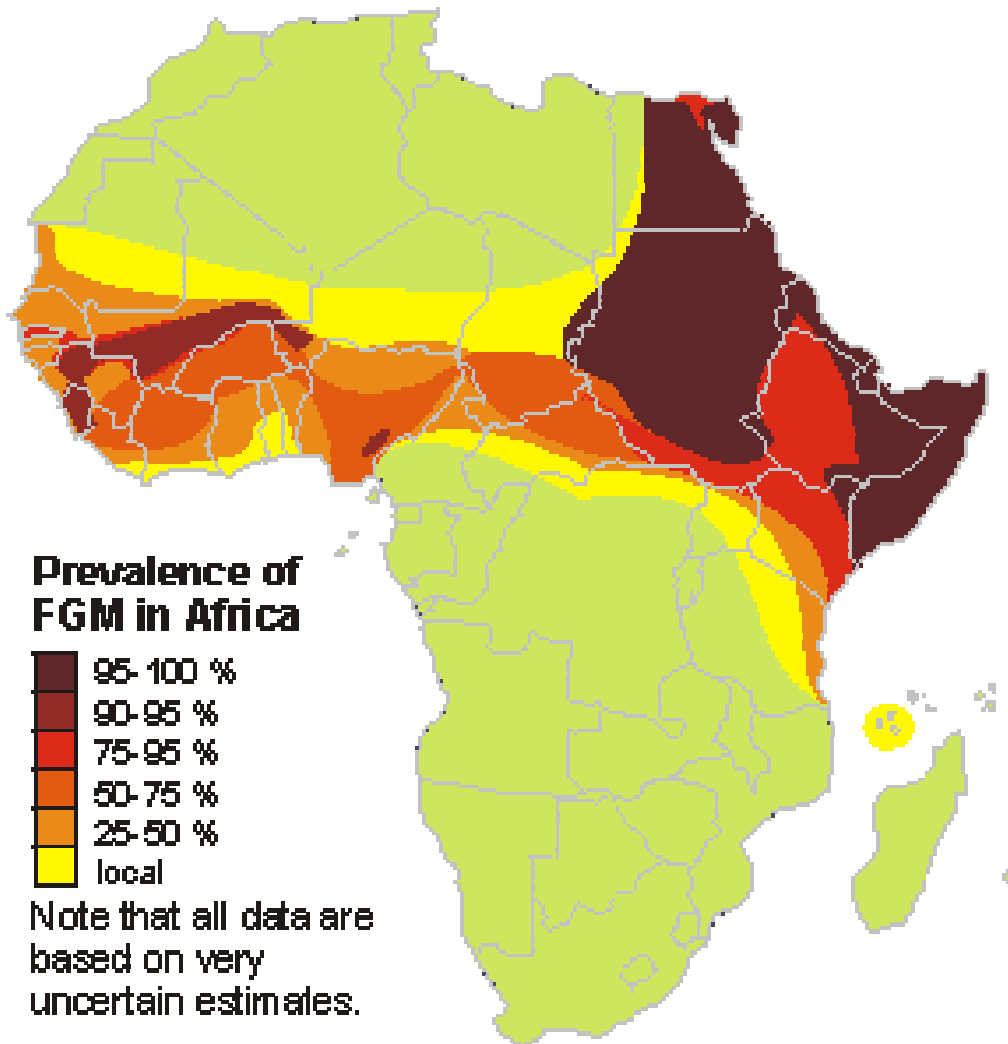 Prevalence of
FGM in Africa
95-100 %
90-95 %
75-95 %
50-75 %
25-50 %
local
Note that all data are
based on very
uncertain estimates.